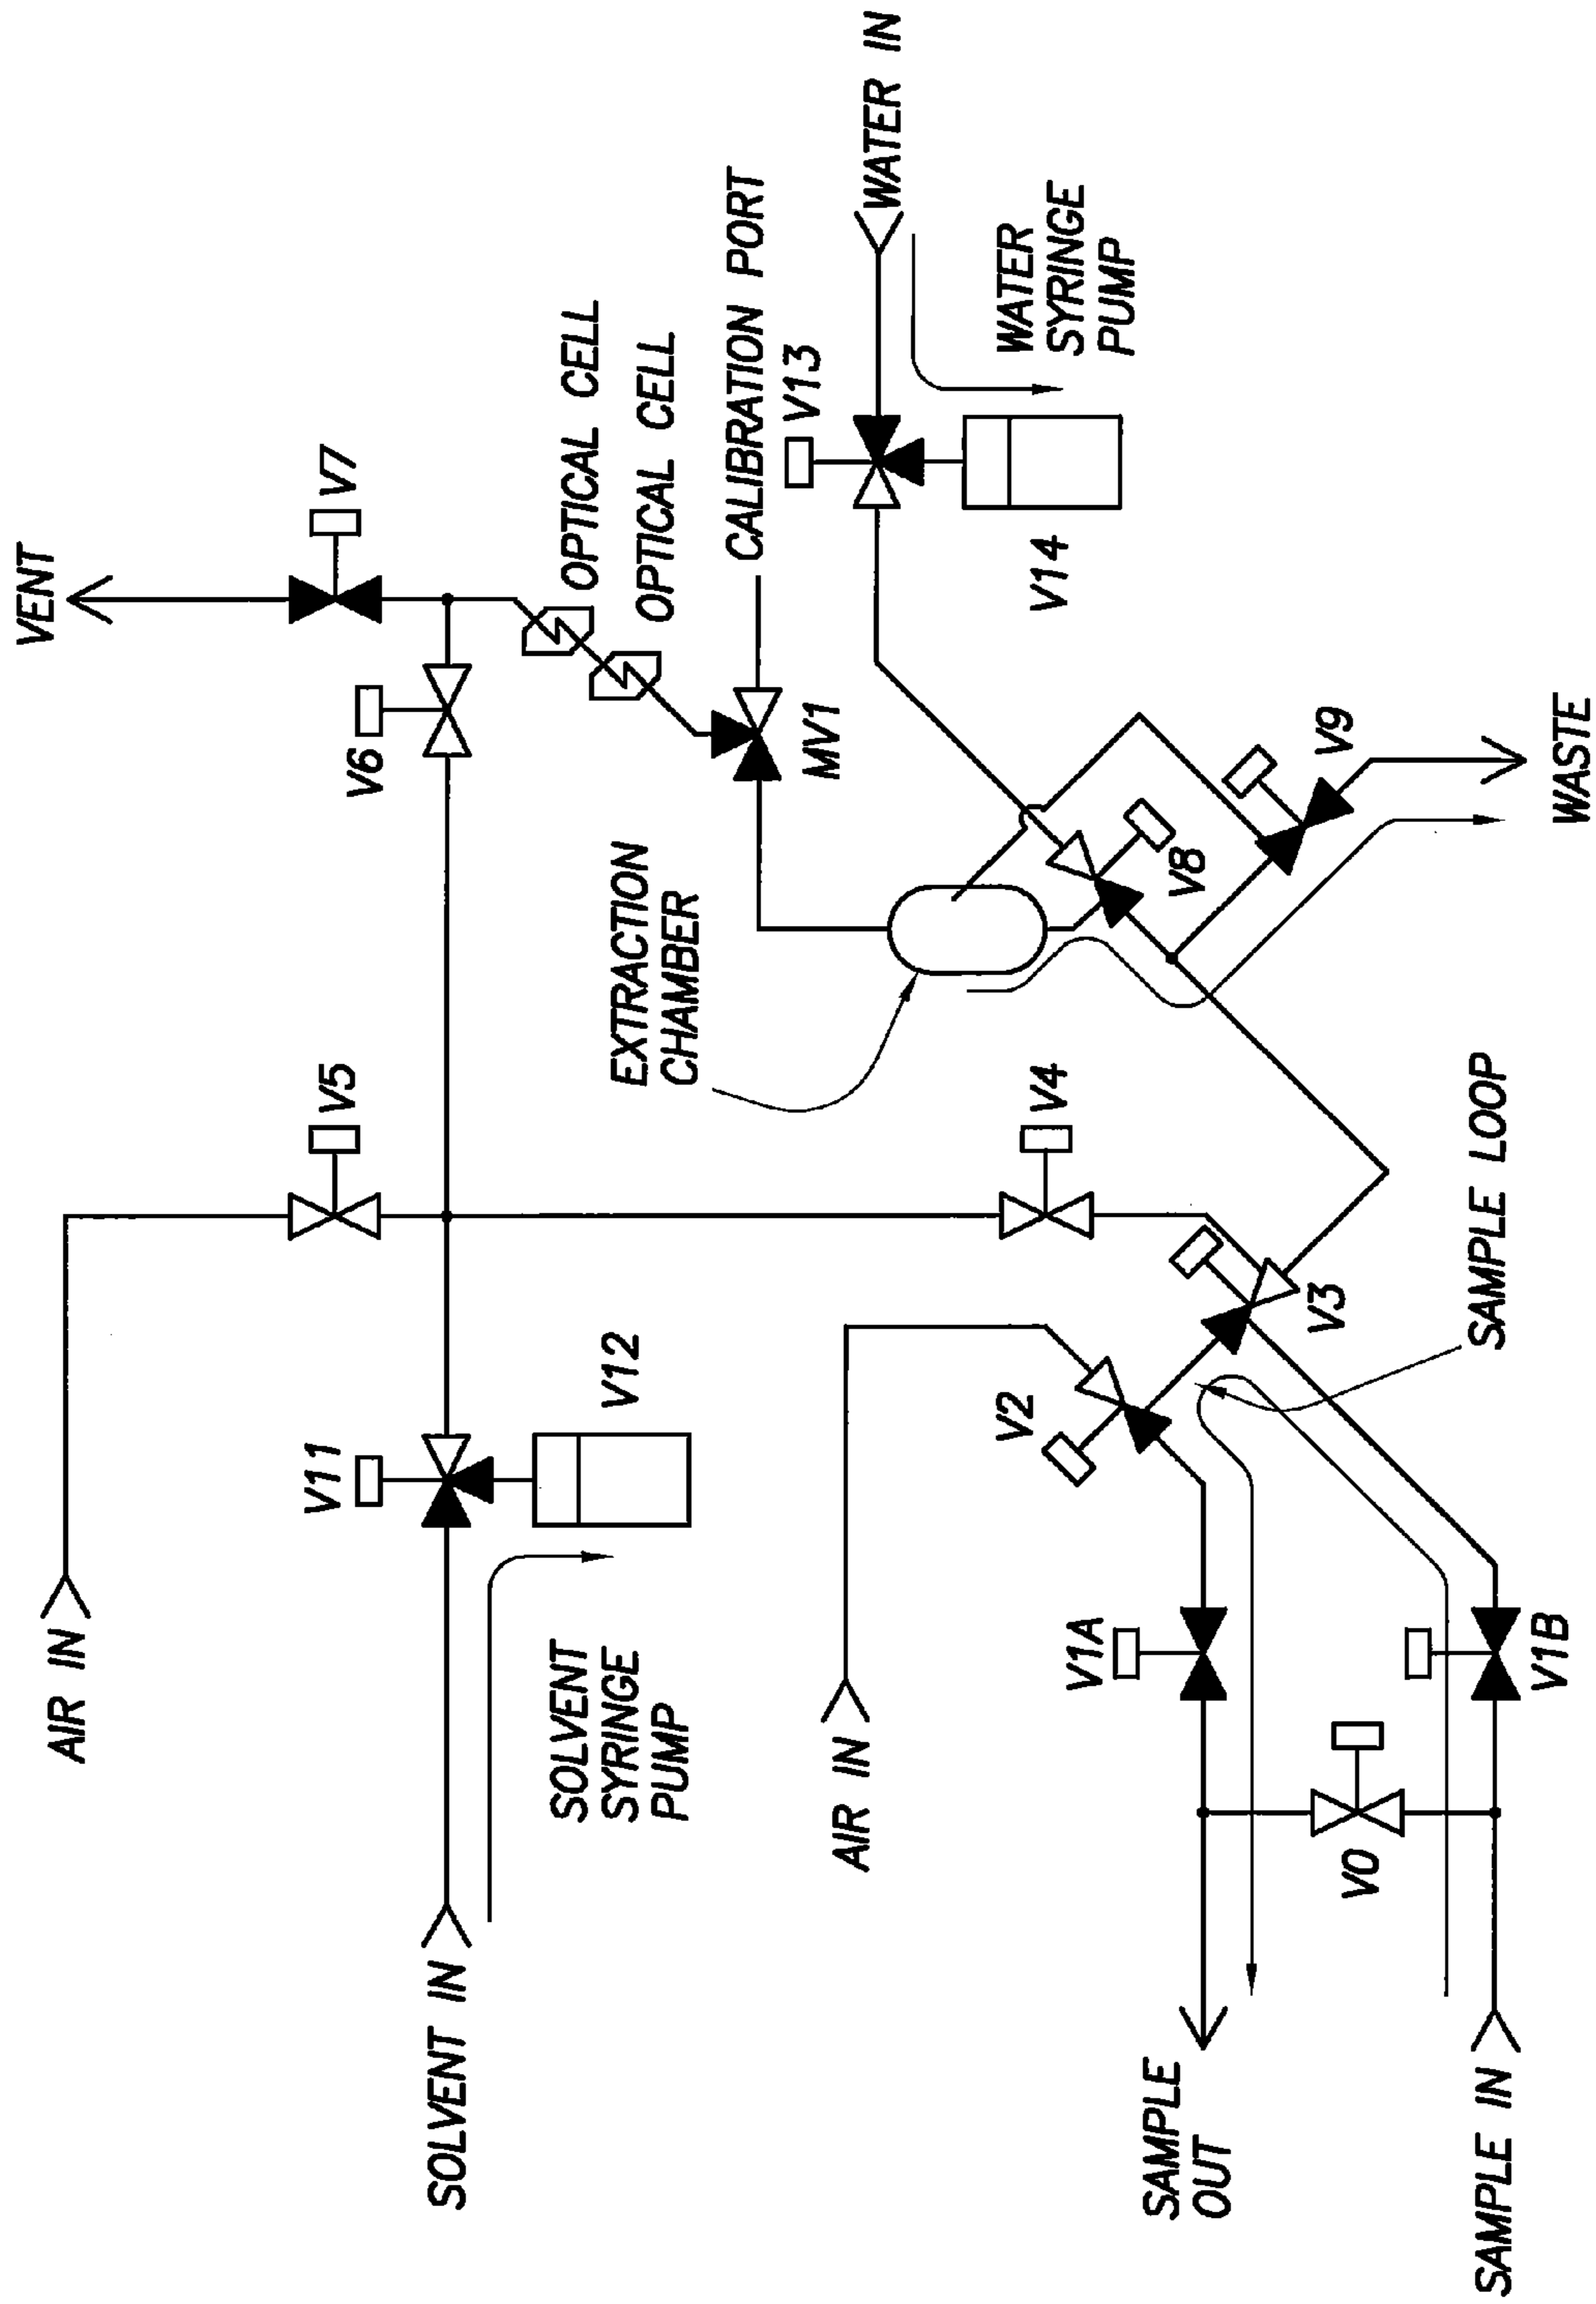 VENT
V7
V6
OPTICAL CELL
OPTICAL CELL
CALIBRATION PORT
MV1
V13
WATER IN
WATER
SYRINGE
PUMP
V14
EXTRACTION
CHAMBER
V8
V9
WASTE
AIR IN
V5
V4
V11
V12
SOLVENT IN
SOLVENT
SYRINGE
PUMP
AIR IN
V2
V3
SAMPLE LOOP
V1A
V1B
V0
SAMPLE
OUT
SAMPLE IN